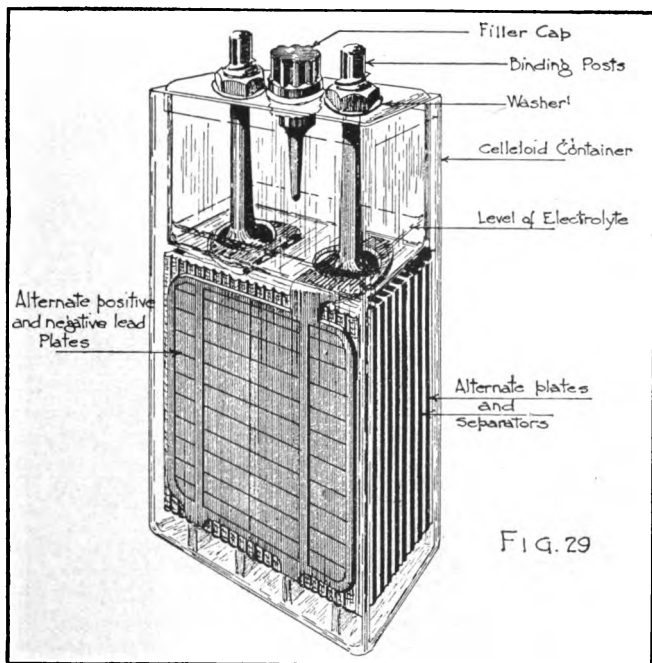 Filler Cap
Binding Posts
Washer
Celleloid Container
Level of Electrolyte
Alternate positive
and negative lead
Plates
Alternate plates
and
separators
FIG. 29